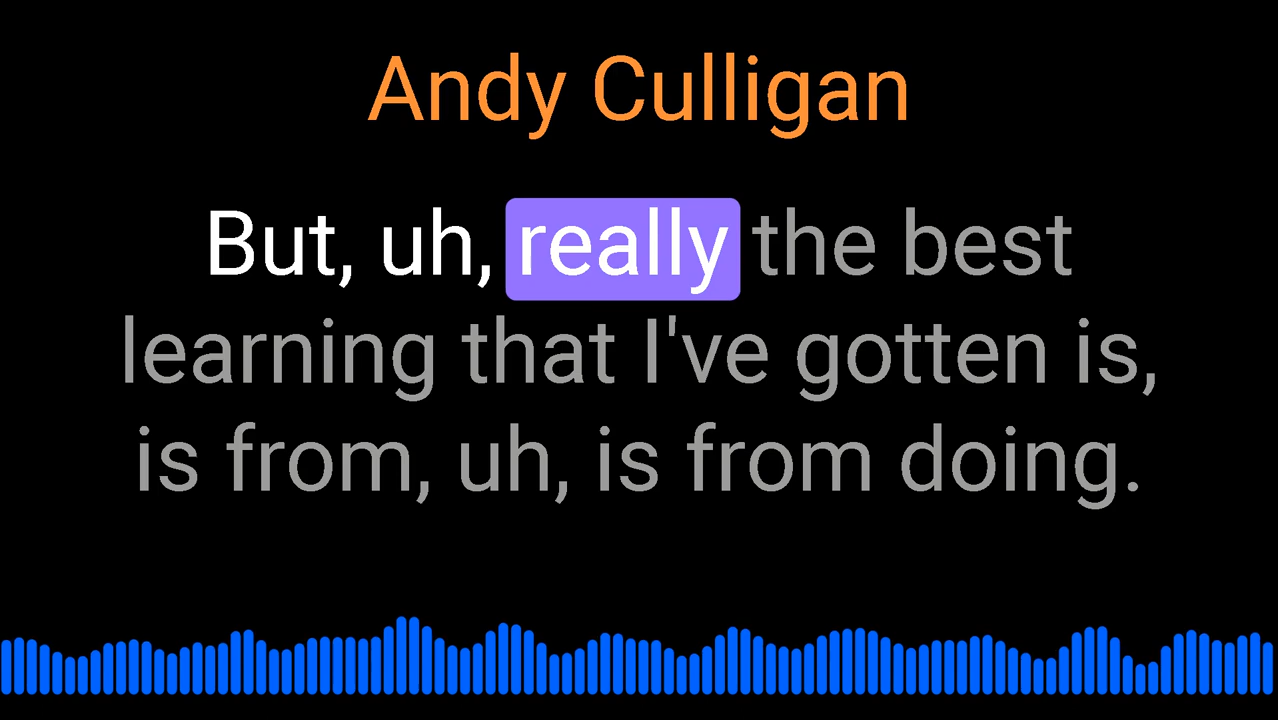 Andy Culligan
But, uh, really the best
learning that I've gotten is,
is from, uh, is from doing.